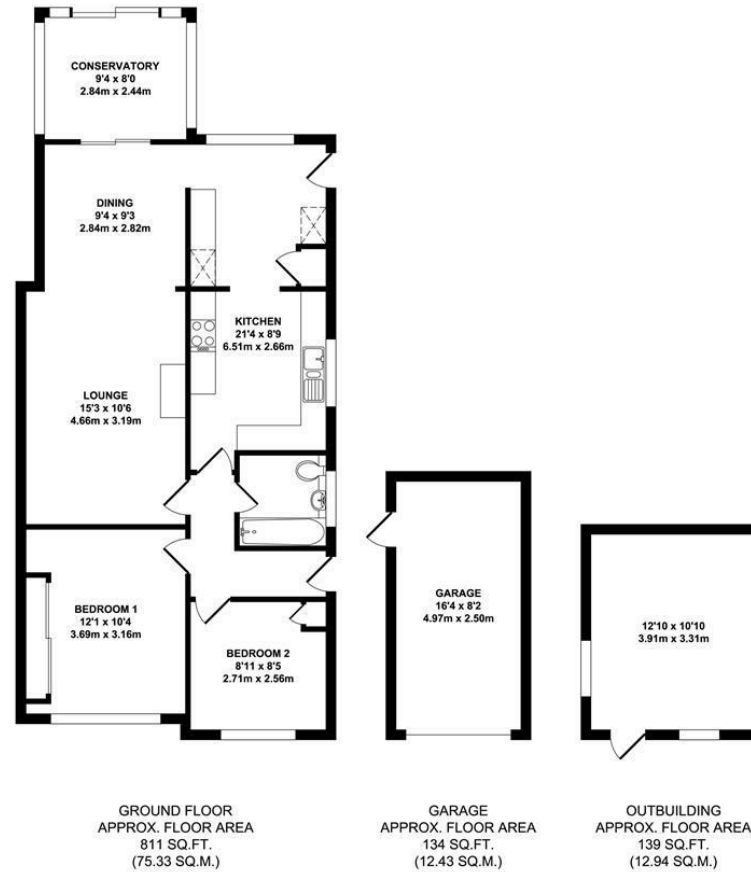 CONSERVATORY
9'4 x 8'0
2.84m x 2.44m
DINING
9'4 x 9'3
2.84m x 2.82m
KITCHEN
21'4 x 8'9
6.51m x 2.66m
LOUNGE
15'3 x 10'6
4.66m x 3.19m
BEDROOM 1
12'1 x 10'4
3.69m x 3.16m
BEDROOM 2
8'11 x 8'5
2.71m x 2.56m
GARAGE
16'4 x 8'2
4.97m x 2.50m
12'10 x 10'10
3.91m x 3.31m
GROUND FLOOR
APPROX. FLOOR AREA
811 SQ.FT.
(75.33 SQ.M.)
GARAGE
APPROX. FLOOR AREA
134 SQ.FT.
(12.43 SQ.M.)
OUTBUILDING
APPROX. FLOOR AREA
139 SQ.FT.
(12.94 SQ.M.)